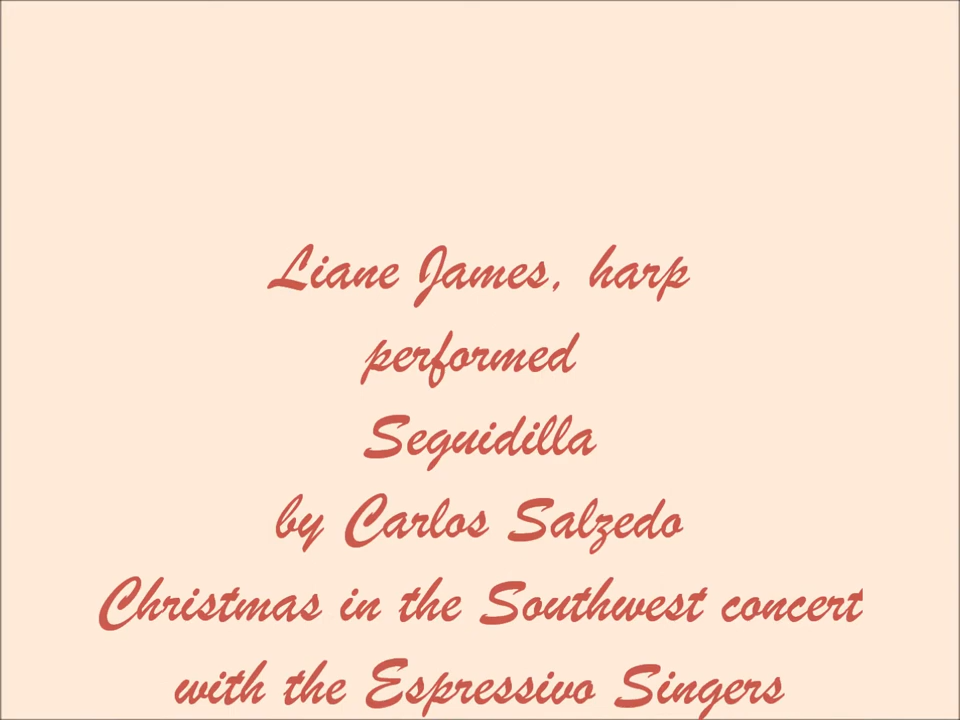 Liane James, harp
performed
Seguidilla
by Carlos Salzedo
Christmas in the Southwest concert
with the Espressivo Singers